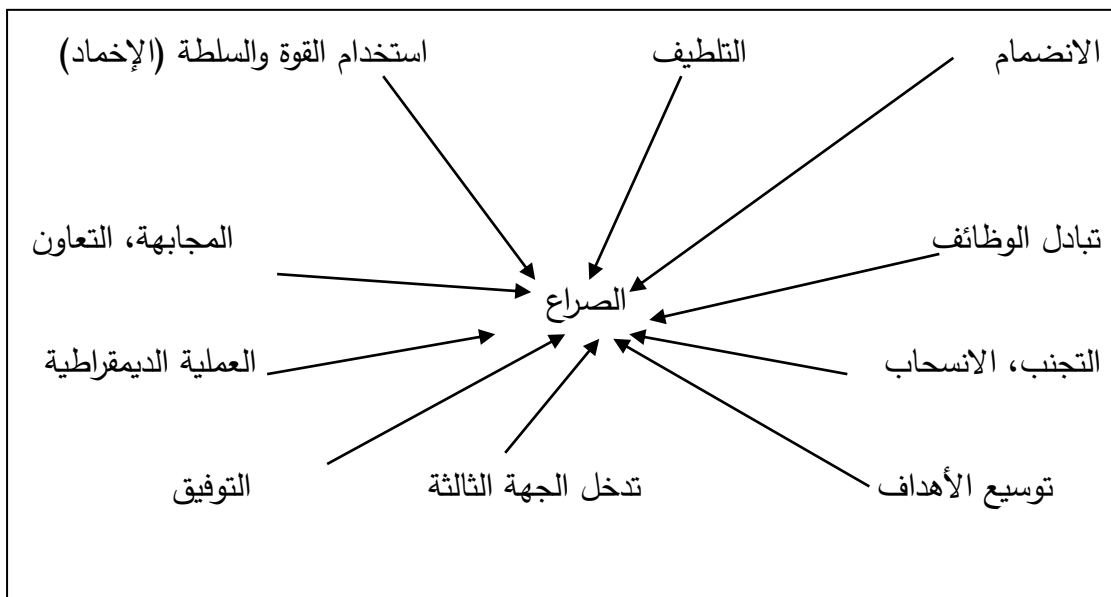 الانضمام
التلطيف
استخدام القوة والسلطة (الإخماد)
تبادل الوظائف
المجابهة، التعاون
الصراع
التجنب، الانسحاب
العملية الديمقراطية
توسيع الأهداف
تدخل الجهة الثالثة
التوفيق